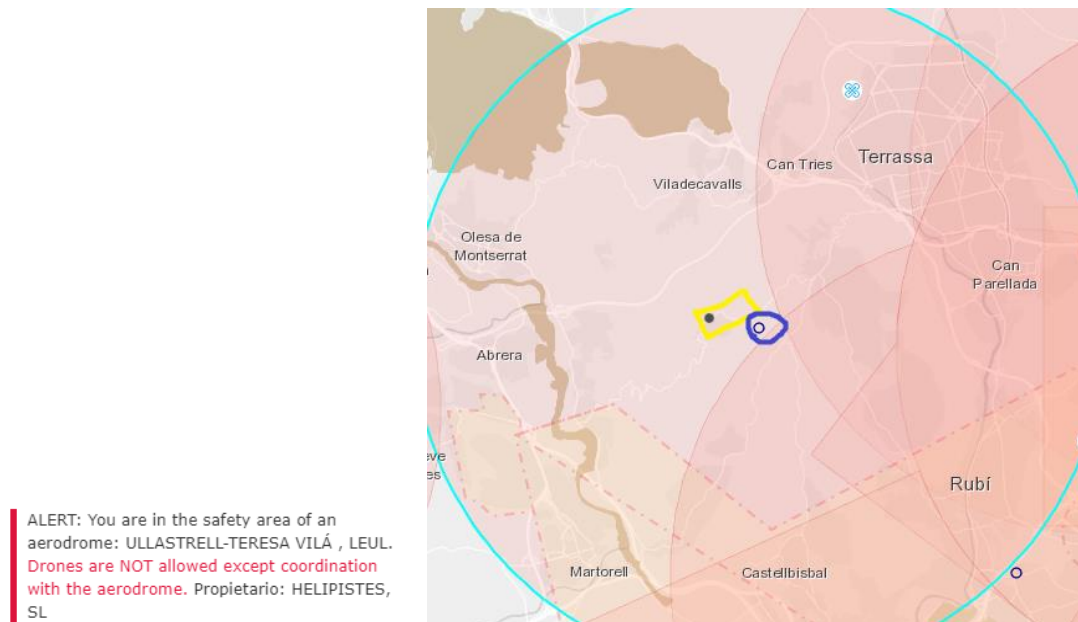 Can Tries
Terrassa
Viladecavalls
Olesa de
Montserrat
Can
Parellada
Abrera
Rubí
Martorell
Castellbisbal
ALERT: You are in the safety area of an
aerodrome: ULLASTRELL-TERESA VILÁ , LEUL.
Drones are NOT allowed except coordination
with the aerodrome. Propietario: HELIPISTES,
SL